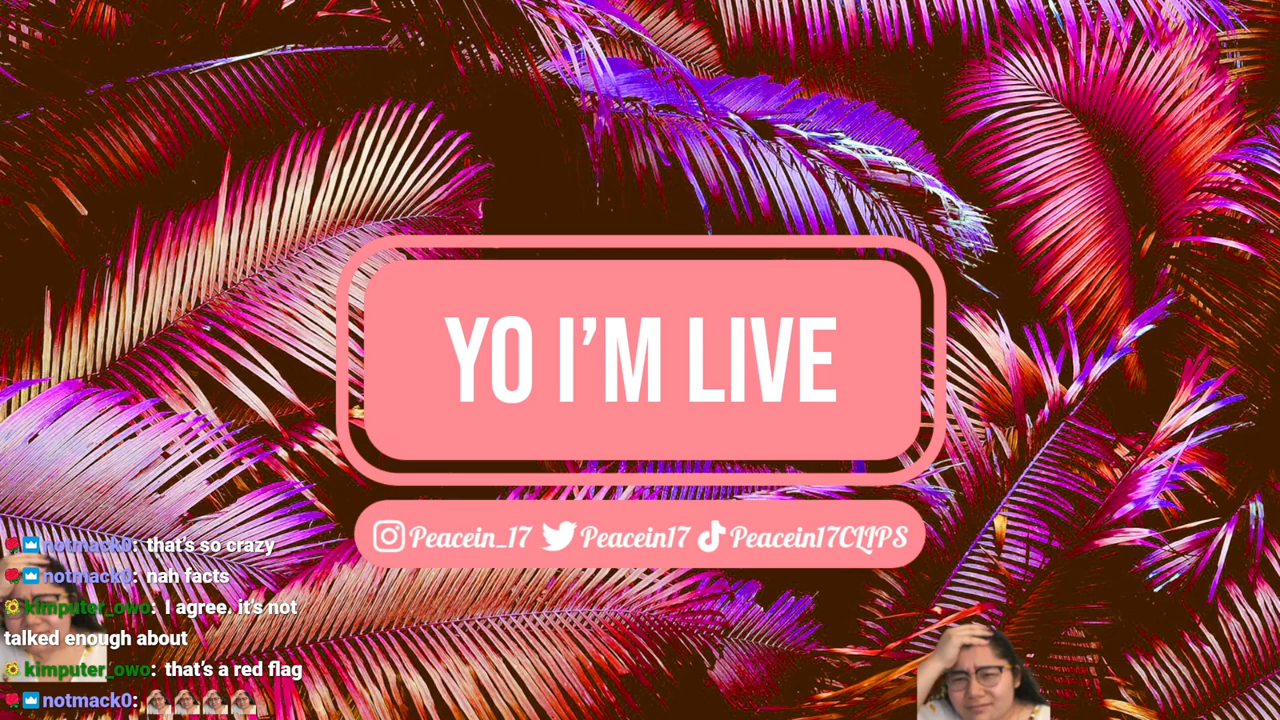 YO I'M LIVE
Peacein_17 Peacein17 Peacein17CLIPS
notmack0: that's so crazy
notmack0: nah facts
kimputer_owo: I agree. it's not
talked enough about
kimputer_owo: that's a red flag
notmack0: